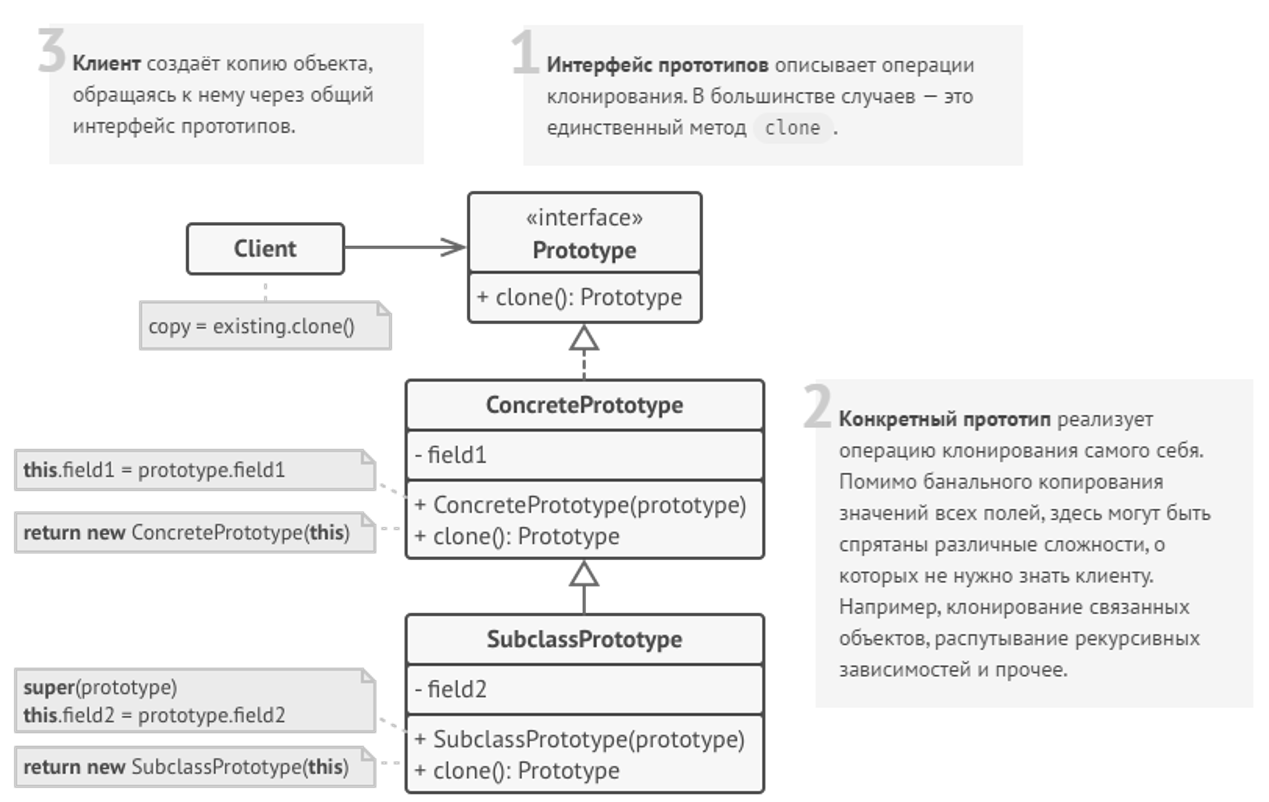 3
Клиент создаёт копию объекта,
обращаясь к нему через общий
интерфейс прототипов.
1
Интерфейс прототипов описывает операции
клонирования. В большинстве случаев — это
единственный метод clone .
«interface»
Prototype
+ clone(): Prototype
Client
copy = existing.clone()
ConcretePrototype
- field1
+ ConcretePrototype(prototype)
+ clone(): Prototype
this.field1 = prototype.field1
return new ConcretePrototype(this)
2
Конкретный прототип реализует
операцию клонирования самого себя.
Помимо банального копирования
значений всех полей, здесь могут быть
спрятаны различные сложности, о
которых не нужно знать клиенту.
Например, клонирование связанных
объектов, распутывание рекурсивных
зависимостей и прочее.
SubclassPrototype
- field2
+ SubclassPrototype(prototype)
+ clone(): Prototype
super(prototype)
this.field2 = prototype.field2
return new SubclassPrototype(this)